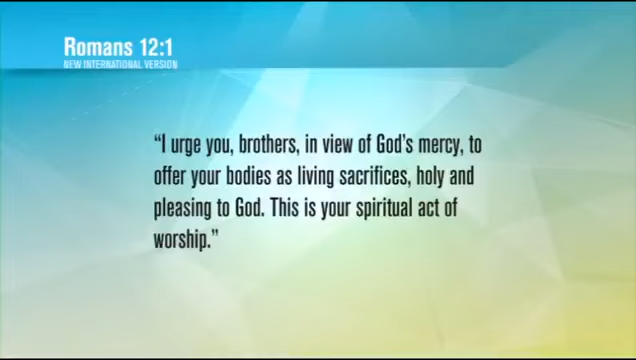 Romans 12:1
NEW INTERNATIONAL VERSION
“I urge you, brothers, in view of God’s mercy, to
offer your bodies as living sacrifices, holy and
pleasing to God. This is your spiritual act of
worship.”